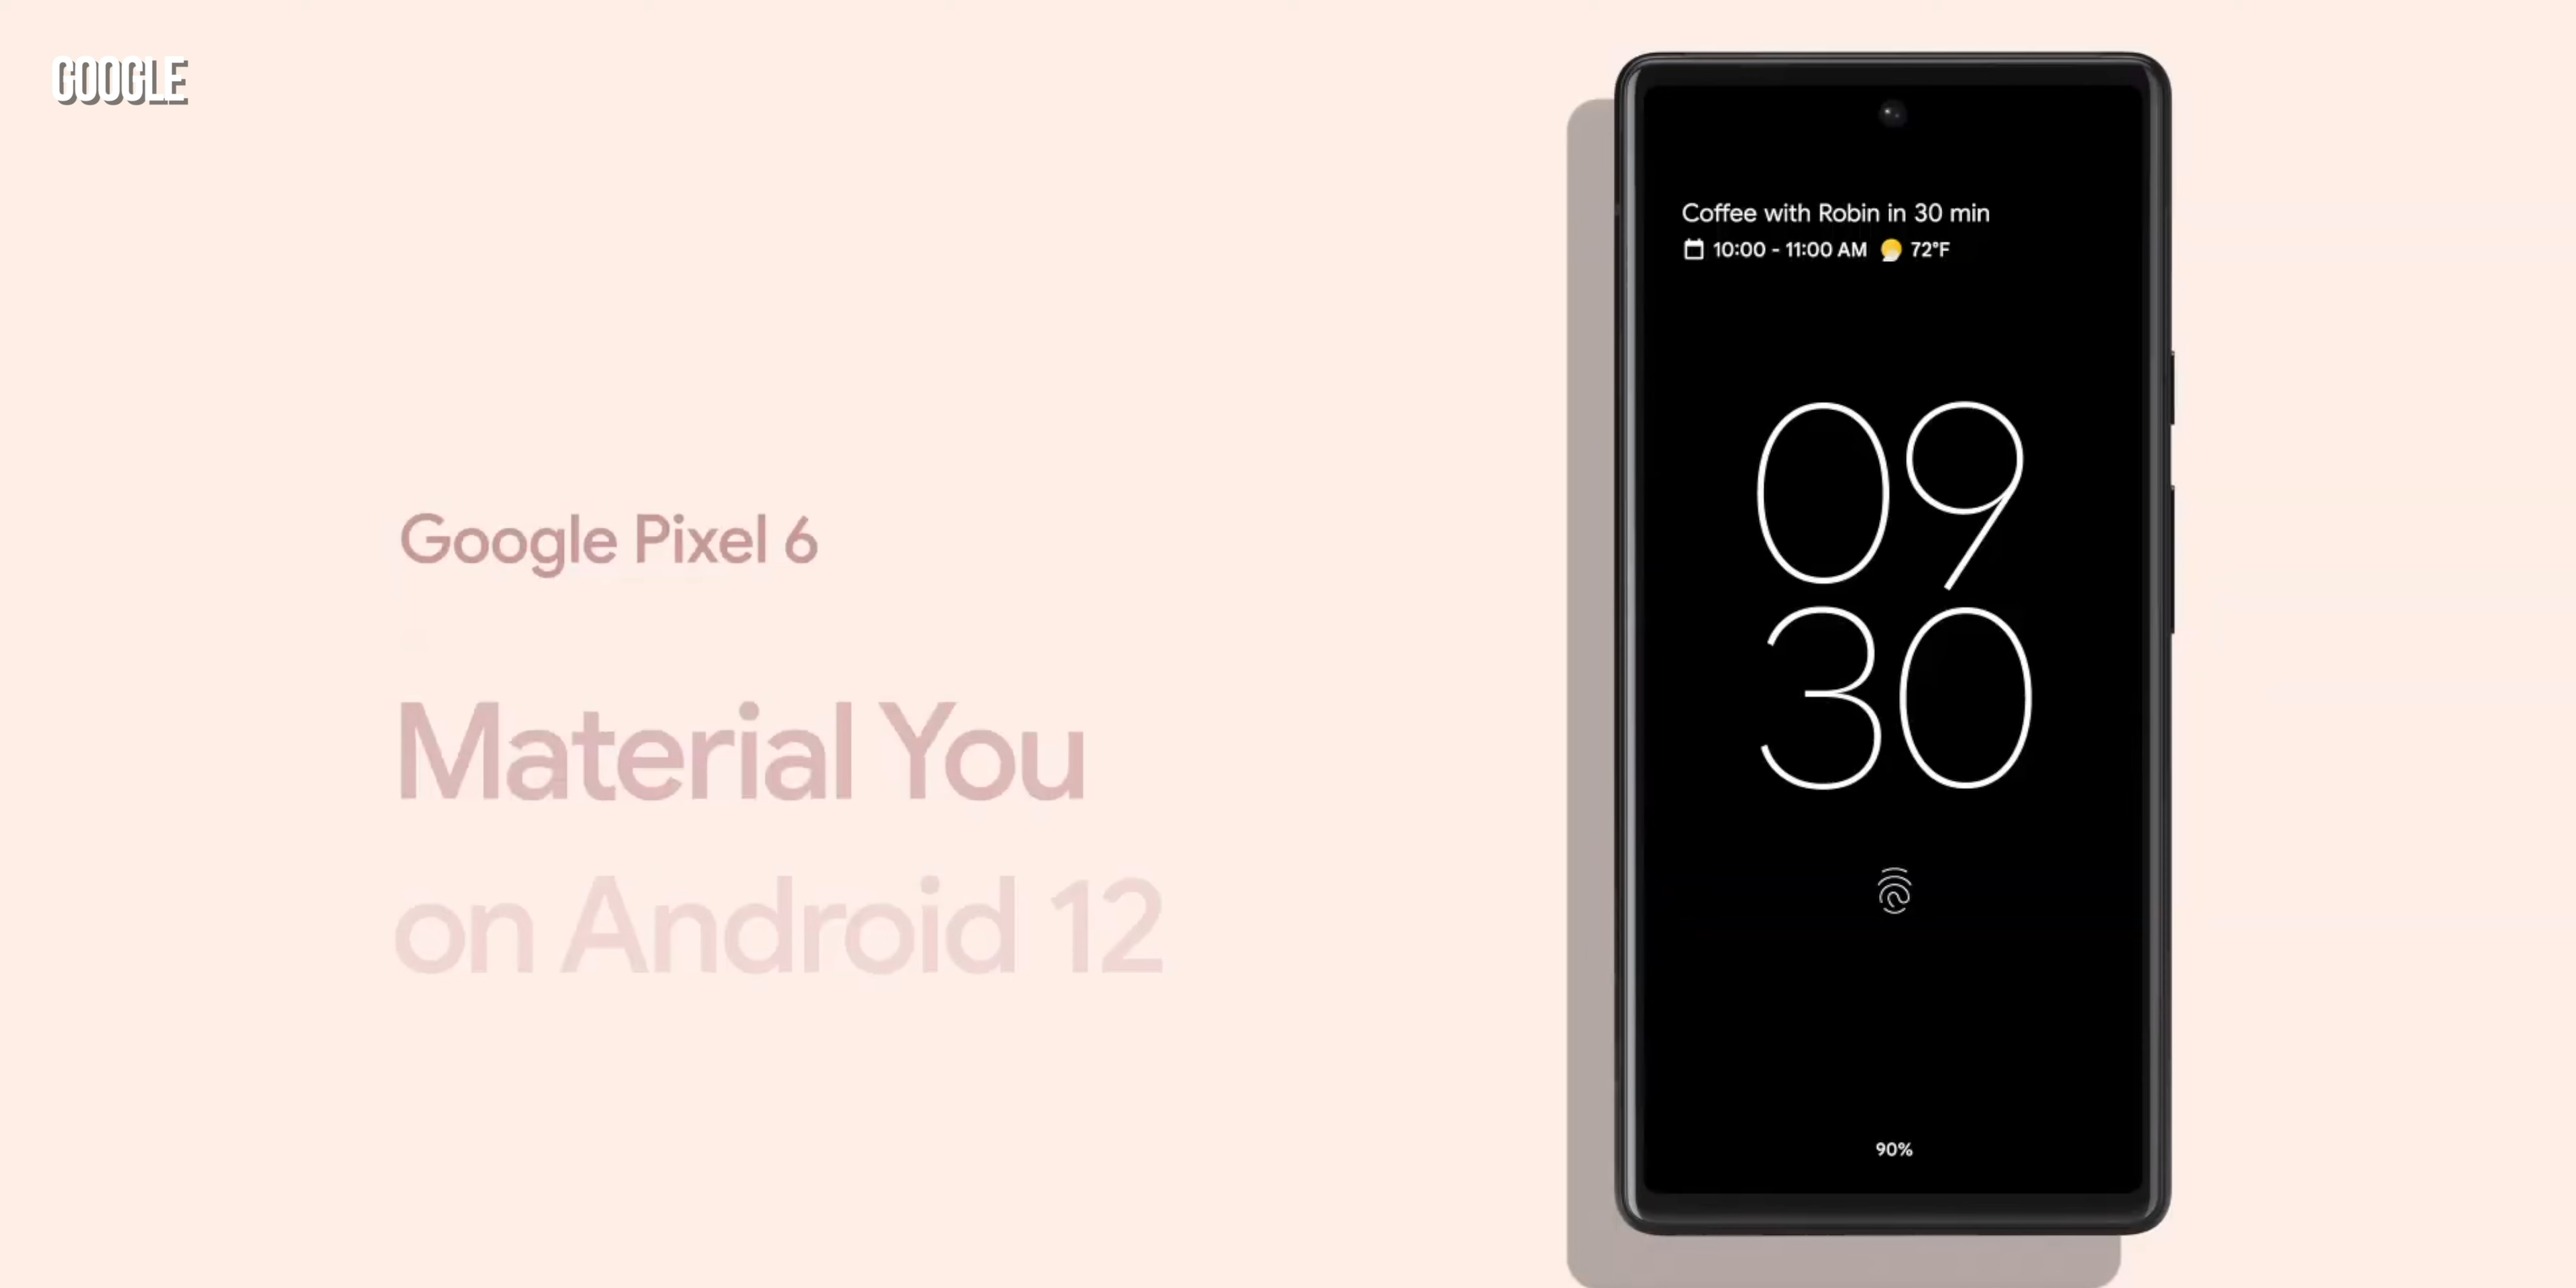 GOOGLE
Google Pixel 6
Material You
on Android 12
Coffee with Robin in 30 min
10:00 - 11:00 AM 72°F
09
30
90%